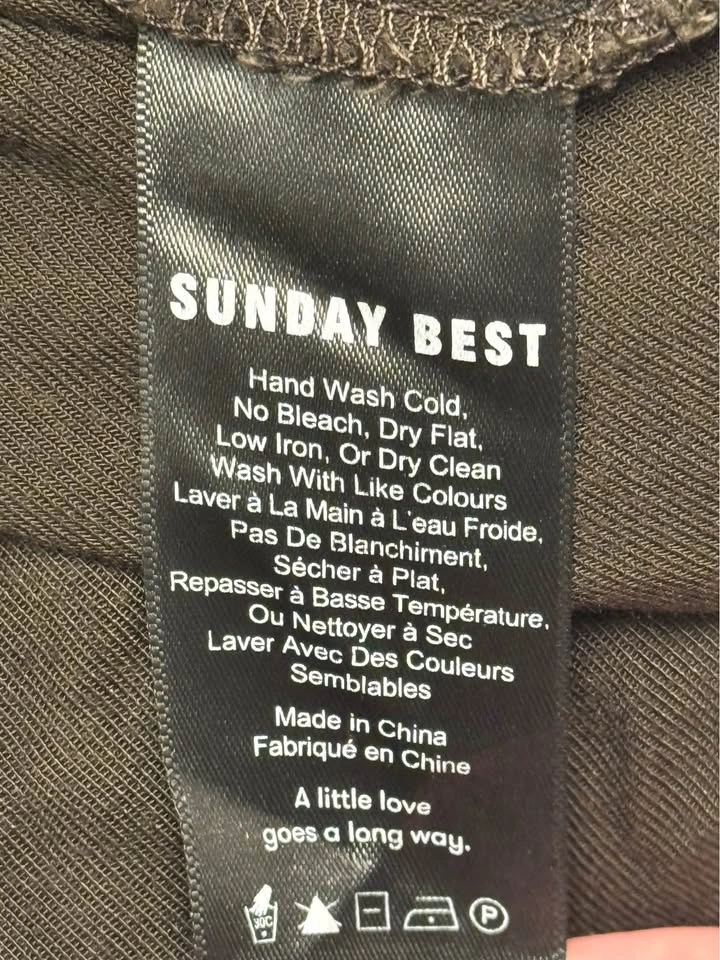 SUNDAY BEST
Hand Wash Cold,
No Bleach, Dry Flat,
Low Iron, Or Dry Clean
Wash With Like Colours
Laver à La Main à L'eau Froide,
Pas De Blanchiment,
Sécher à Plat,
Repasser à Basse Température,
Ou Nettoyer à Sec
Laver Avec Des Couleurs
Semblables
Made in China
Fabriqué en Chine
A little love
goes a long way.
30C P